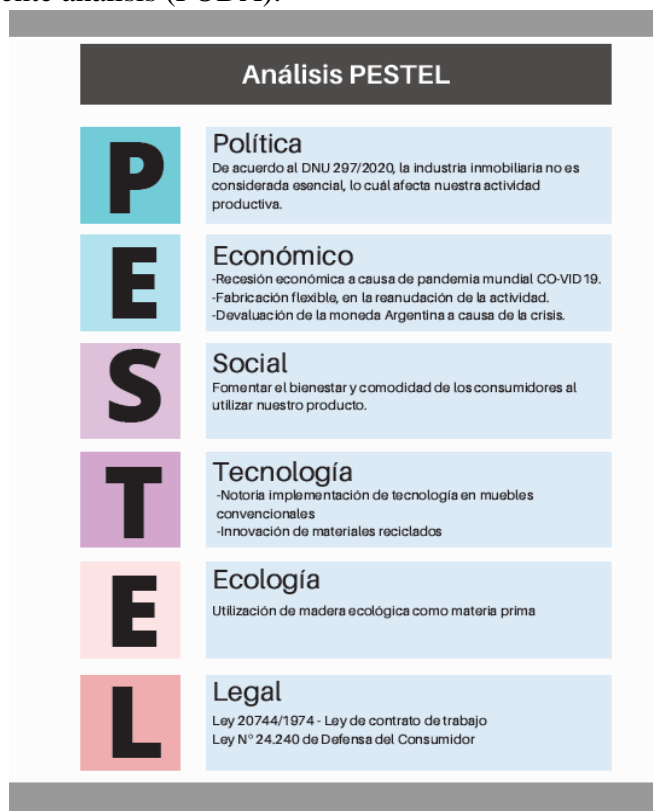 análisis (FODA).
Análisis PESTEL
P
Política
De acuerdo al DNU 297/2020, la industria inmobiliaria no es
considerada esencial, lo cuál afecta nuestra actividad
productiva.
E
Económico
-Recesión económica a causa de pandemia mundial CO-VID 19.
-Fabricación flexible, en la reanudación de la actividad.
-Devaluación de la moneda Argentina a causa de la crisis.
S
Social
Fomentar el bienestar y comodidad de los consumidores al
utilizar nuestro producto.
T
Tecnología
-Notoria implementación de tecnología en muebles
convencionales
-Innovación de materiales reciclados
E
Ecología
Utilización de madera ecológica como materia prima
L
Legal
Ley 20744/1974 - Ley de contrato de trabajo
Ley N° 24.240 de Defensa del Consumidor